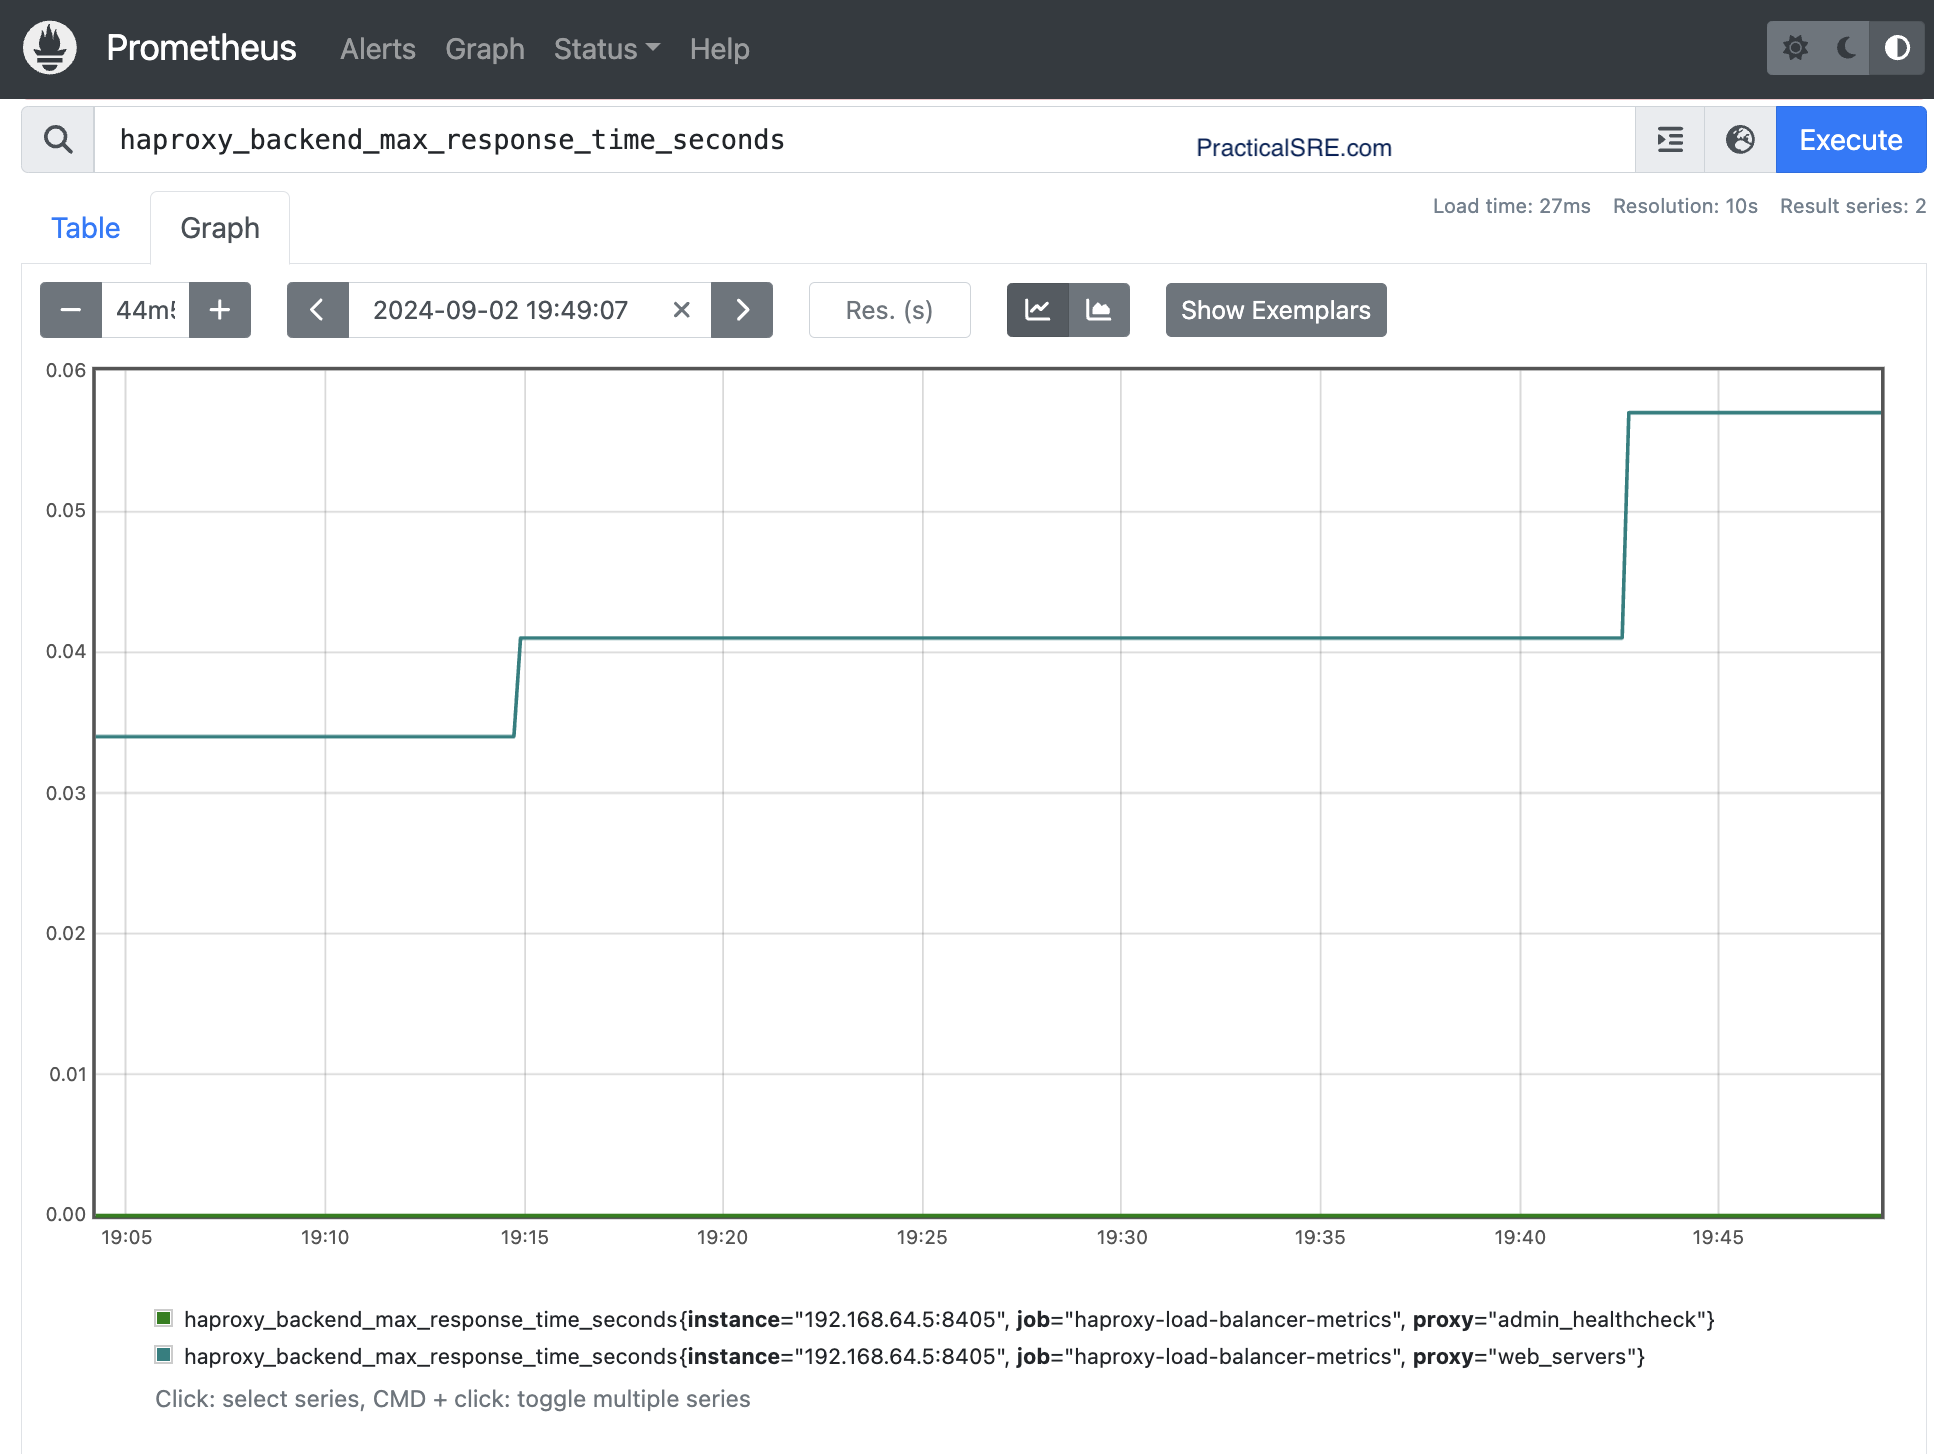 Prometheus Alerts Graph Status Help
haproxy_backend_max_response_time_seconds PracticalSRE.com Execute
Load time: 27ms Resolution: 10s Result series: 2
Table Graph
44m 2024-09-02 19:49:07 Res. (s) Show Exemplars
0.06
0.05
0.04
0.03
0.02
0.01
0.00
19:05 19:10 19:15 19:20 19:25 19:30 19:35 19:40 19:45
haproxy_backend_max_response_time_seconds{instance="192.168.64.5:8405", job="haproxy-load-balancer-metrics", proxy="admin_healthcheck"}
haproxy_backend_max_response_time_seconds{instance="192.168.64.5:8405", job="haproxy-load-balancer-metrics", proxy="web_servers"}
Click: select series, CMD + click: toggle multiple series